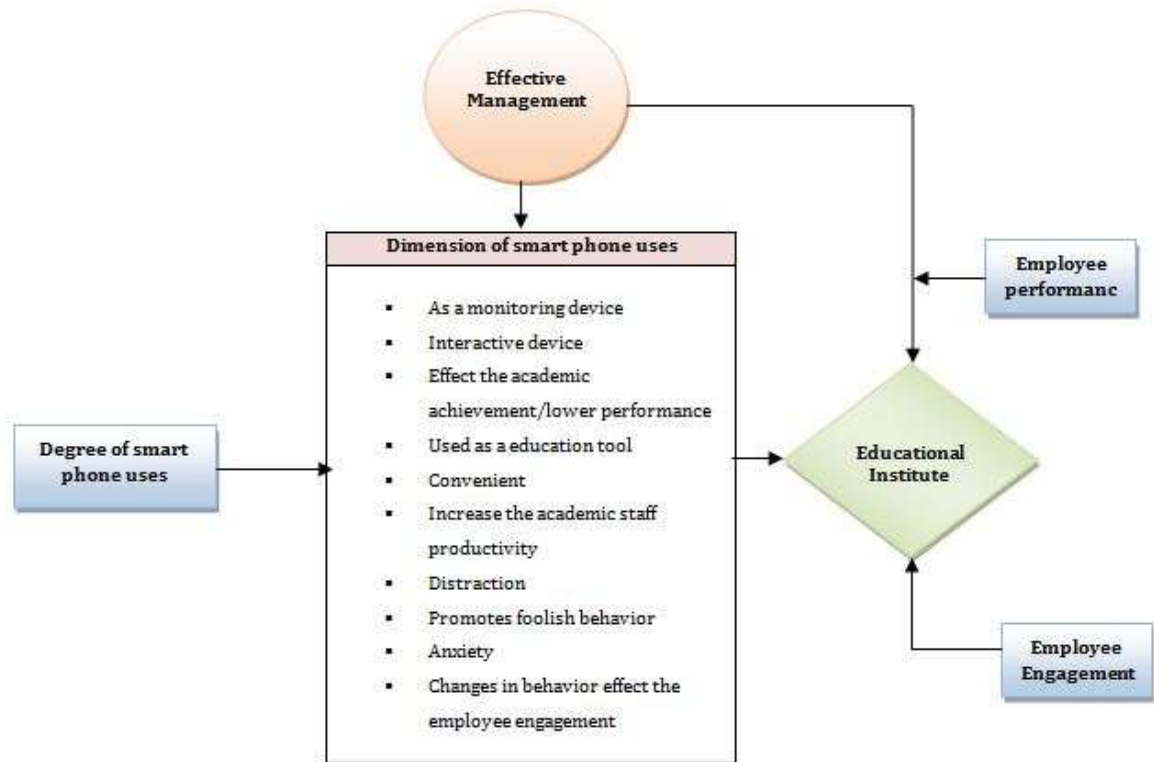 Effective
Management
Dimension of smart phone uses
▪ As a monitoring device
▪ Interactive device
▪ Effect the academic
achievement/lower performance
▪ Used as a education tool
▪ Convenient
▪ Increase the academic staff
productivity
▪ Distraction
▪ Promotes foolish behavior
▪ Anxiety
▪ Changes in behavior effect the
employee engagement
Degree of smart
phone uses
Employee
performanc
Educational
Institute
Employee
Engagement